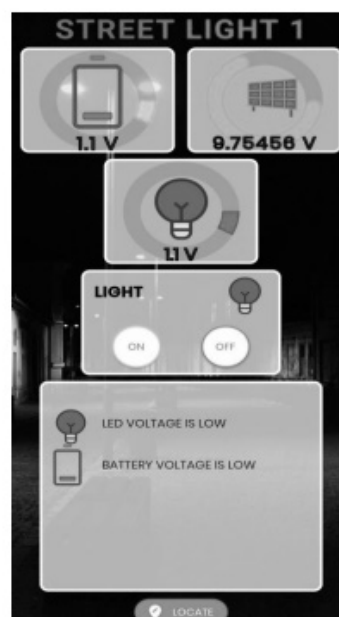 STREET LIGHT 1
1.1 V
9.75456 V
1.1 V
LIGHT
ON
OFF
LED VOLTAGE IS LOW
BATTERY VOLTAGE IS LOW
LOCATE